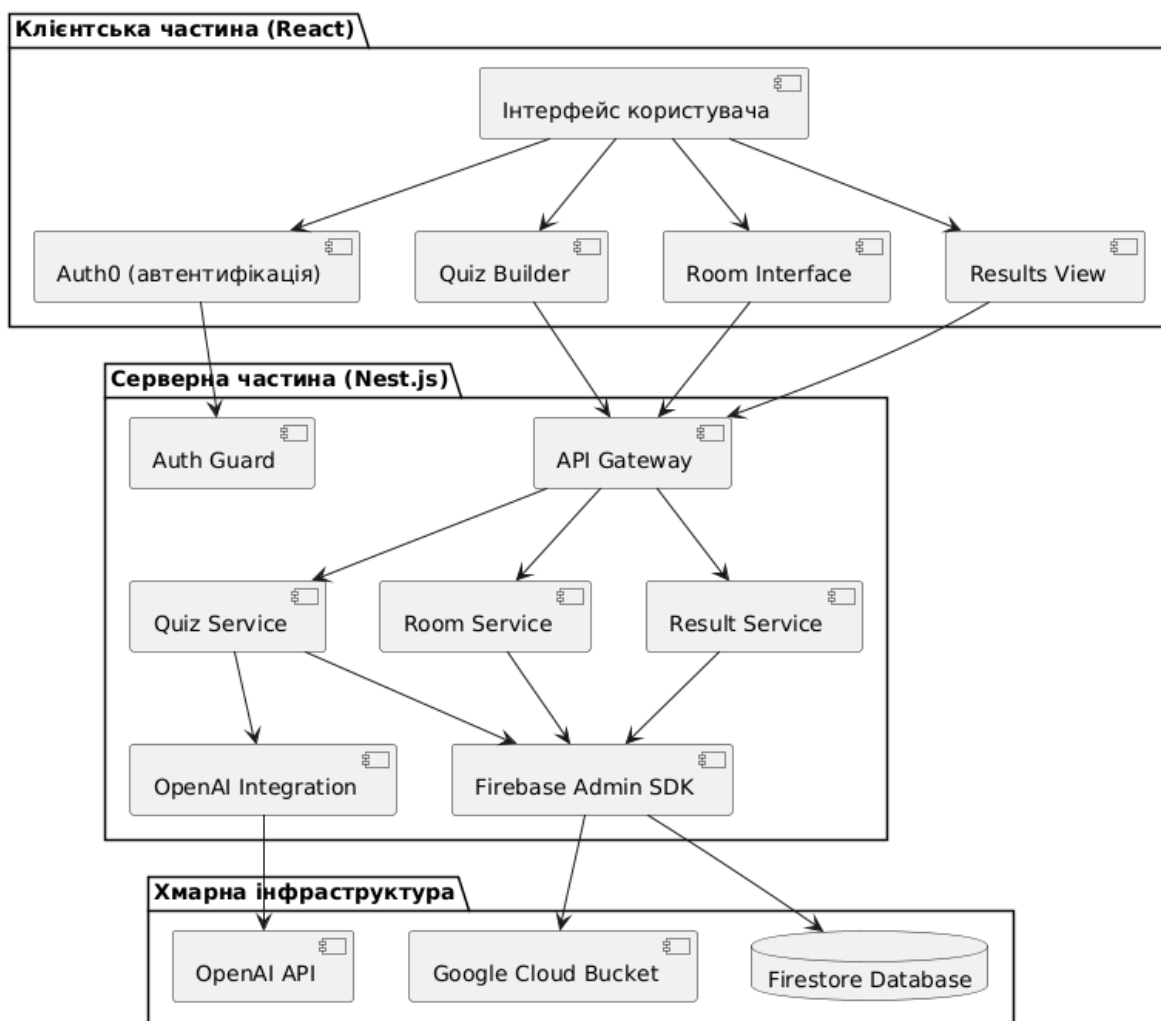 Клієнтська частина (React)
Інтерфейс користувача
Auth0 (автентифікація)
Quiz Builder
Room Interface
Results View
Серверна частина (Nest.js)
Auth Guard
API Gateway
Quiz Service
Room Service
Result Service
OpenAI Integration
Firebase Admin SDK
Хмарна інфраструктура
OpenAI API
Google Cloud Bucket
Firestore Database